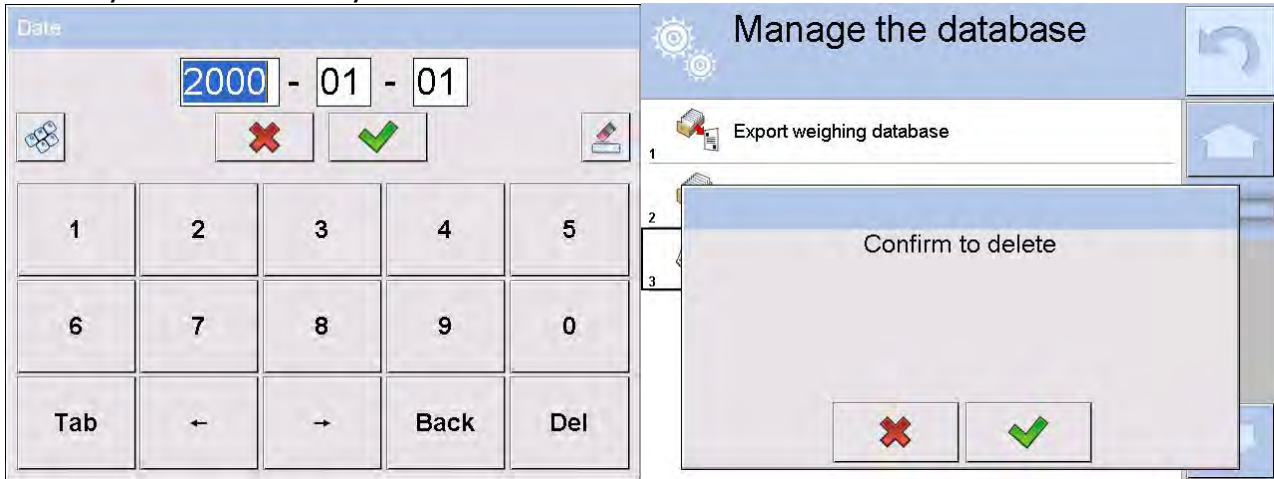 Date
2000 - 01 - 01
1 2 3 4 5
6 7 8 9 0
Tab ← → Back Del
Manage the database
1 Export weighing database
2
3
Confirm to delete